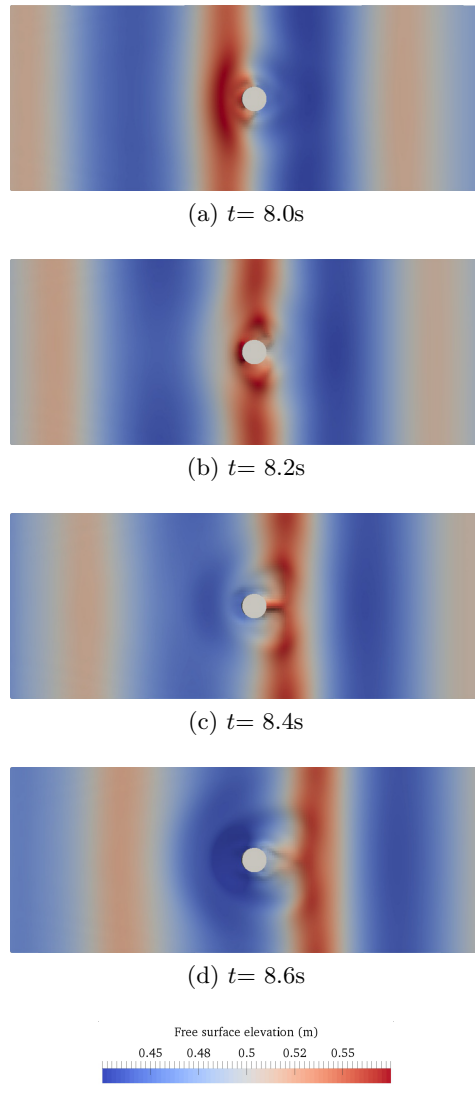 (a) t= 8.0s
(b) t= 8.2s
(c) t= 8.4s
(d) t= 8.6s
Free surface elevation (m)
0.45 0.48 0.5 0.52 0.55